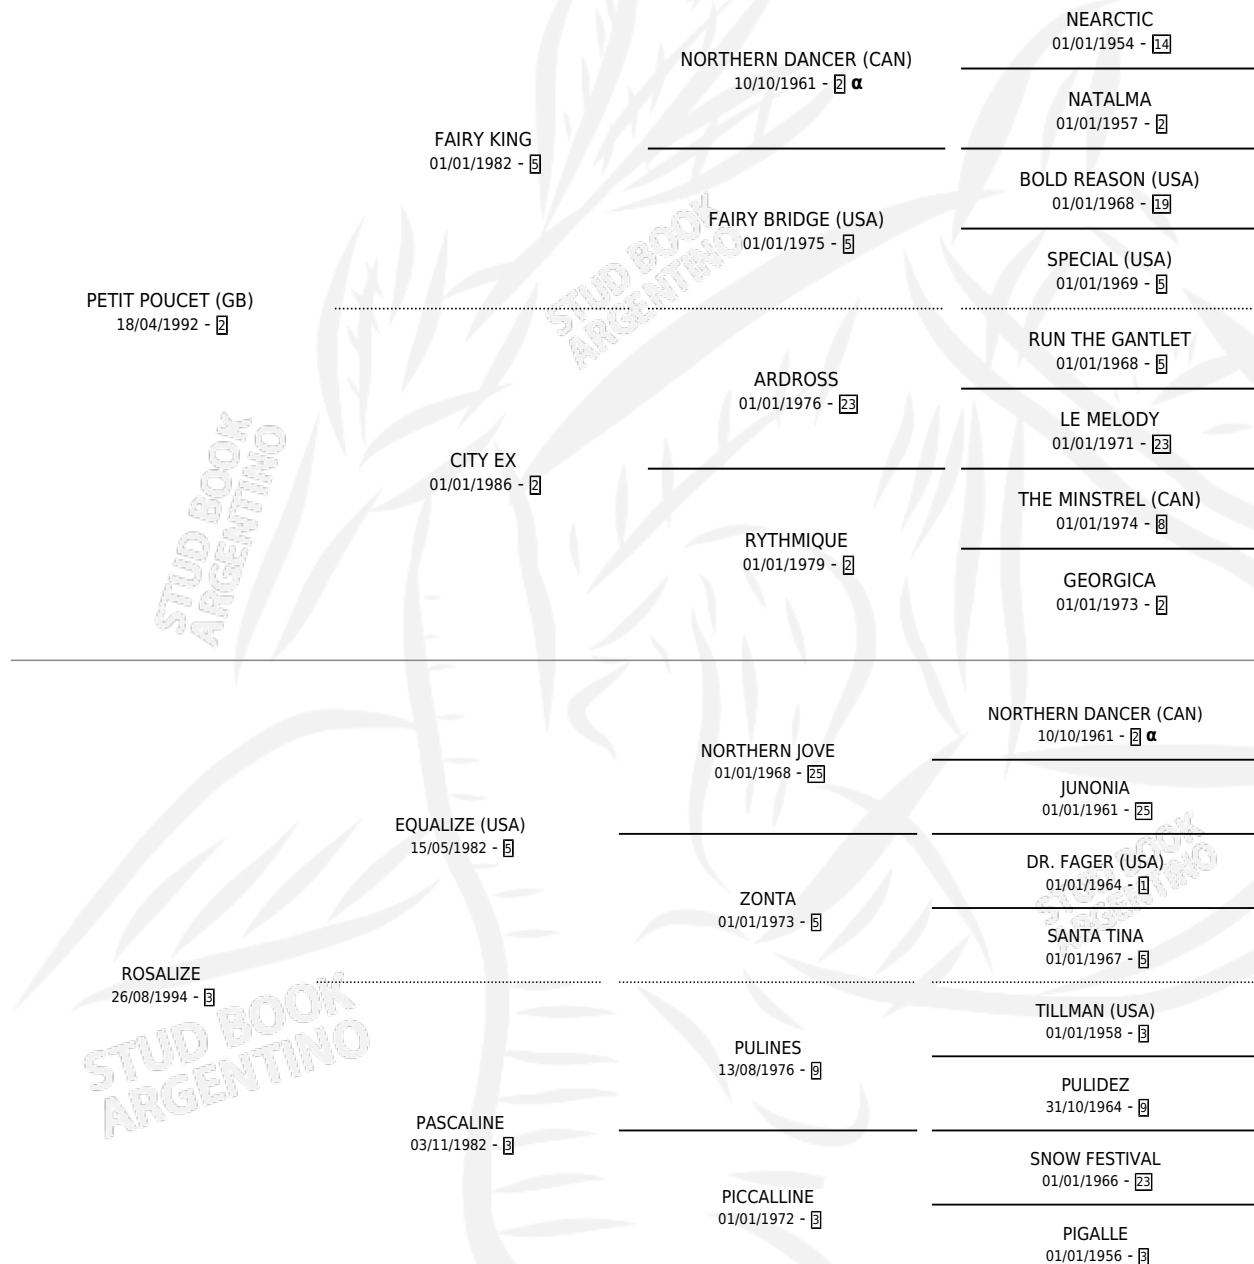 NEARCTIC
01/01/1954 - 14
NORTHERN DANCER (CAN)
10/10/1961 - 2 α
NATALMA
01/01/1957 - 2
FAIRY KING
01/01/1982 - 5
BOLD REASON (USA)
01/01/1968 - 19
FAIRY BRIDGE (USA)
01/01/1975 - 5
SPECIAL (USA)
01/01/1969 - 5
PETIT POUCET (GB)
18/04/1992 - 2
RUN THE GANTLET
01/01/1968 - 5
ARDROSS
01/01/1976 - 23
LE MELODY
01/01/1971 - 23
CITY EX
01/01/1986 - 2
THE MINSTREL (CAN)
01/01/1974 - 8
RYTHMIQUE
01/01/1979 - 2
GEORGICA
01/01/1973 - 2
NORTHERN DANCER (CAN)
10/10/1961 - 2 α
NORTHERN JOVE
01/01/1968 - 25
JUNONIA
01/01/1961 - 25
EQUALIZE (USA)
15/05/1982 - 5
DR. FAGER (USA)
01/01/1964 - 1
ZONTA
01/01/1973 - 5
SANTA TINA
01/01/1967 - 5
ROSALIZE
26/08/1994 - 3
TILLMAN (USA)
01/01/1958 - 3
PULINES
13/08/1976 - 9
PULIDEZ
31/10/1964 - 9
PASCALINE
03/11/1982 - 3
SNOW FESTIVAL
01/01/1966 - 23
PICCALLINE
01/01/1972 - 3
PIGALLE
01/01/1956 - 3
STUD BOOK
ARGENTINO
STUD BOOK
ARGENTINO
STUD BOOK
ARGENTINO
STUD BOOK
ARGENTINO